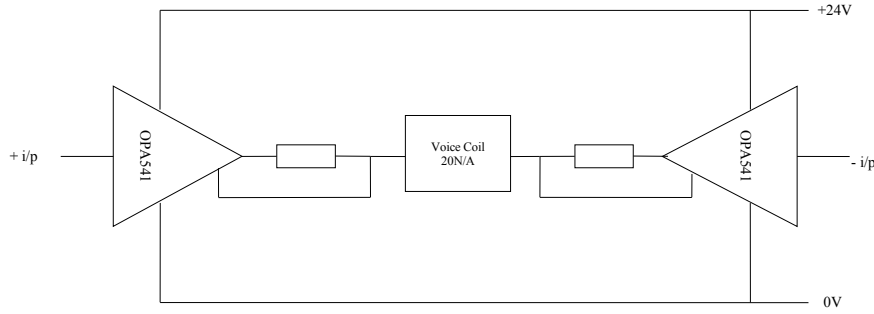 +24V
+ i/p
OPA541
Voice Coil
20N/A
OPA541
- i/p
0V